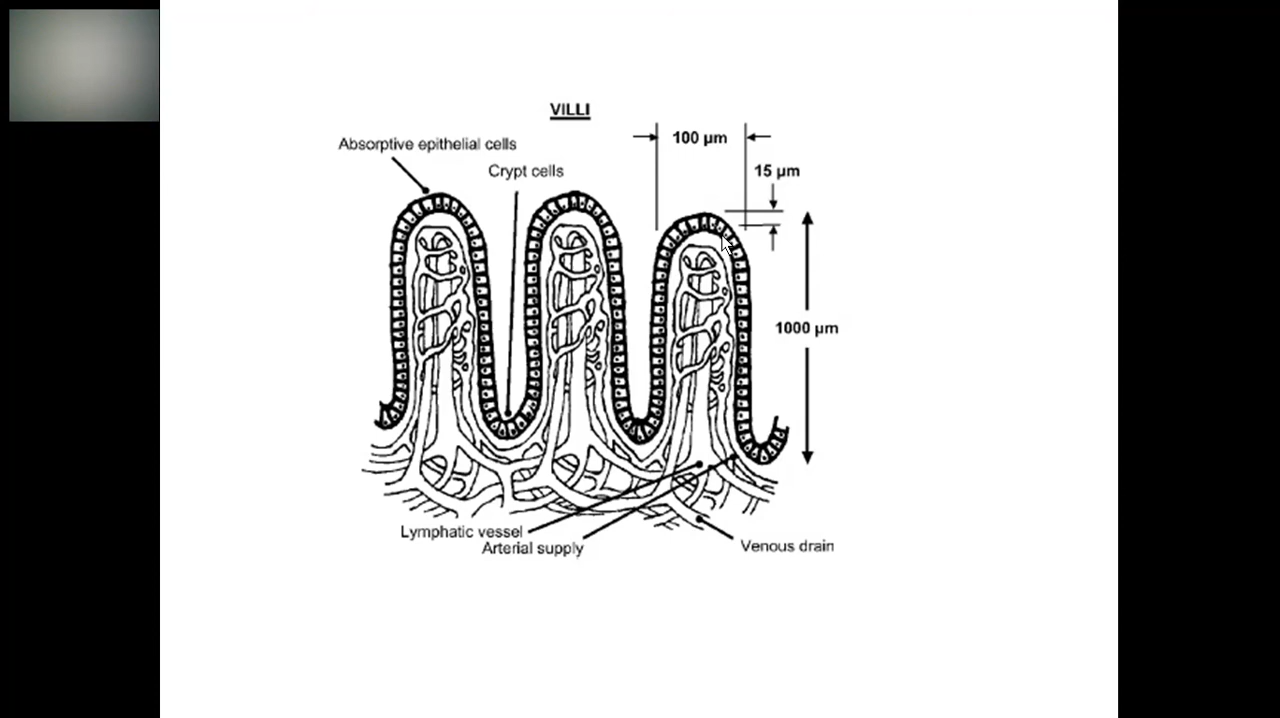 VILLI
Absorptive epithelial cells
100 µm
Crypt cells
15 µm
1000 µm
Lymphatic vessel
Arterial supply
Venous drain